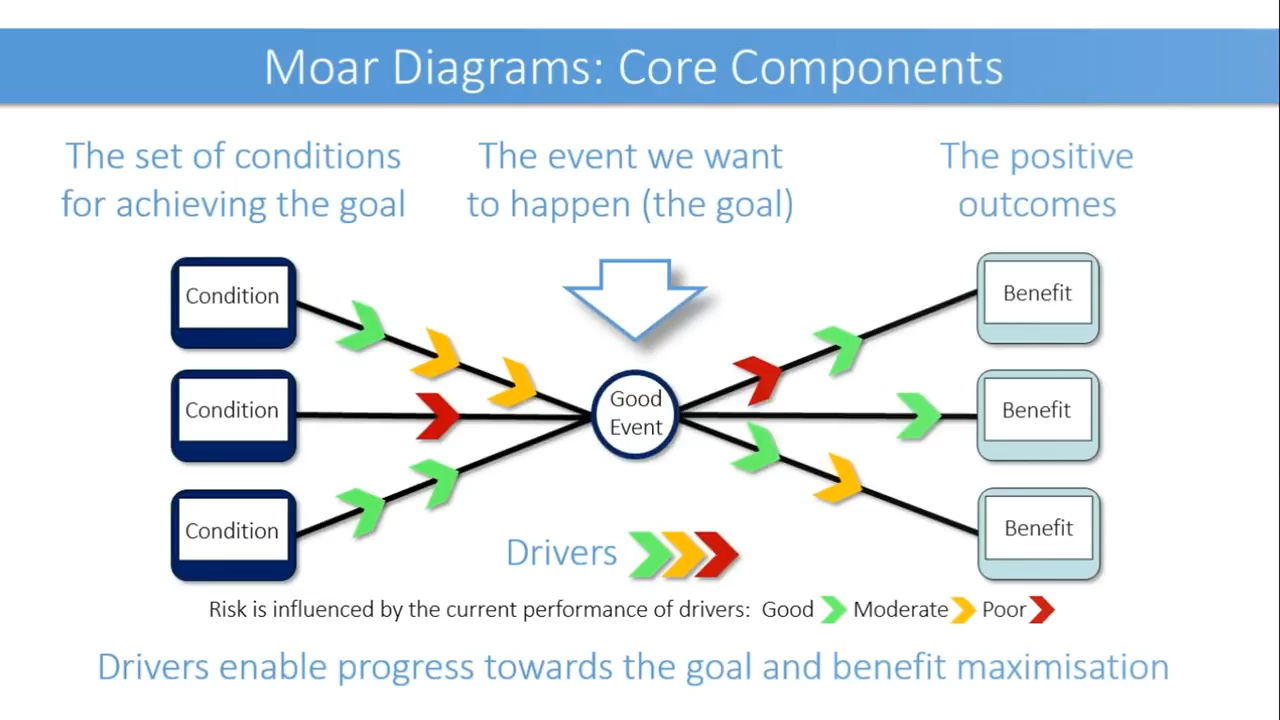 Moar Diagrams: Core Components
The set of conditions
for achieving the goal
The event we want
to happen (the goal)
The positive
outcomes
Condition
Condition
Condition
Good
Event
Benefit
Benefit
Benefit
Drivers
Risk is influenced by the current performance of drivers: Good Moderate Poor
Drivers enable progress towards the goal and benefit maximisation